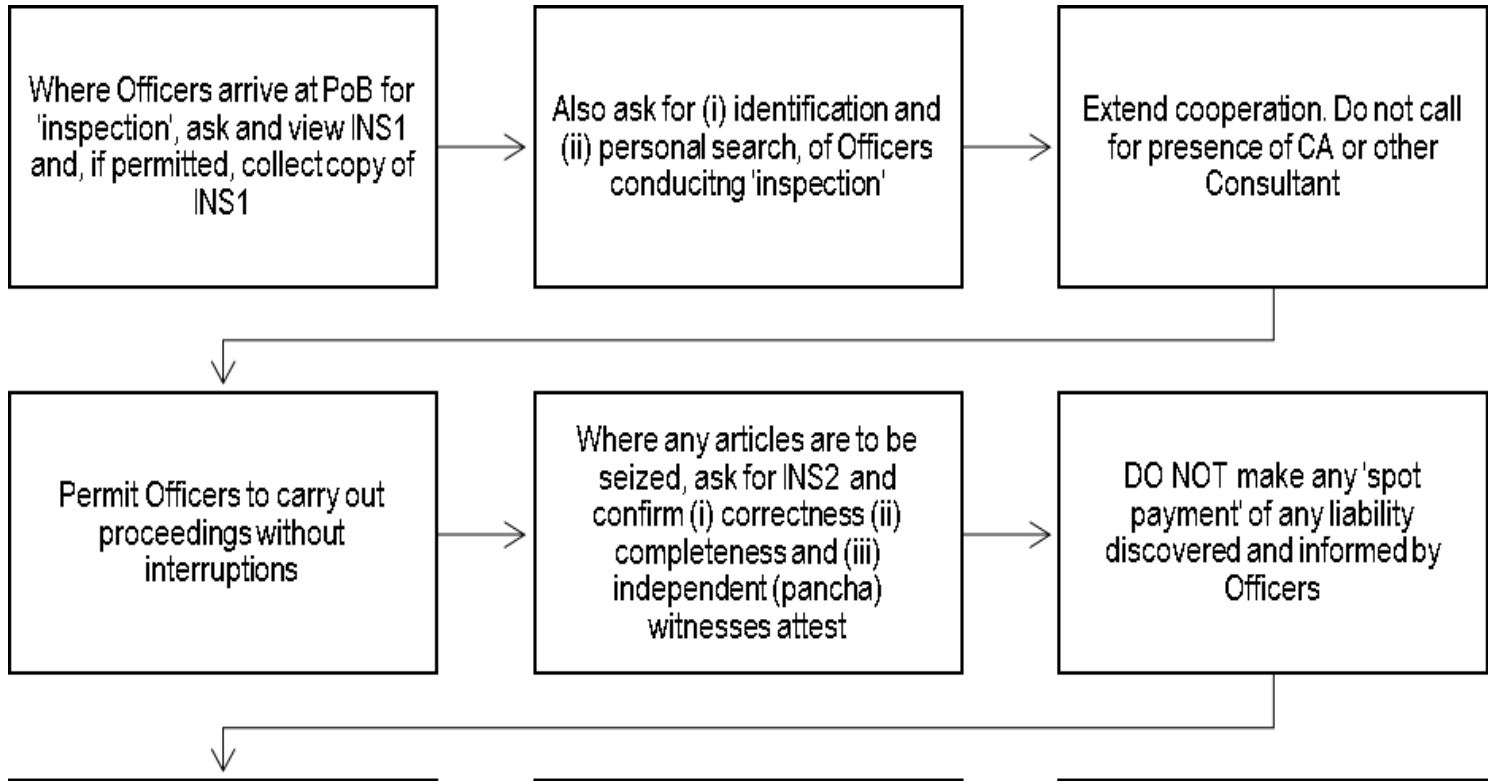 Where Officers arrive at PoB for
'inspection', ask and view INS1
and, if permitted, collect copy of
INS1
Also ask for (i) identification and
(ii) personal search, of Officers
conducitng 'inspection'
Extend cooperation. Do not call
for presence of CA or other
Consultant
Permit Officers to carry out
proceedings without
interruptions
Where any articles are to be
seized, ask for INS2 and
confirm (i) correctness (ii)
completeness and (iii)
independent (pancha)
witnesses attest
DO NOT make any 'spot
payment' of any liability
discovered and informed by
Officers